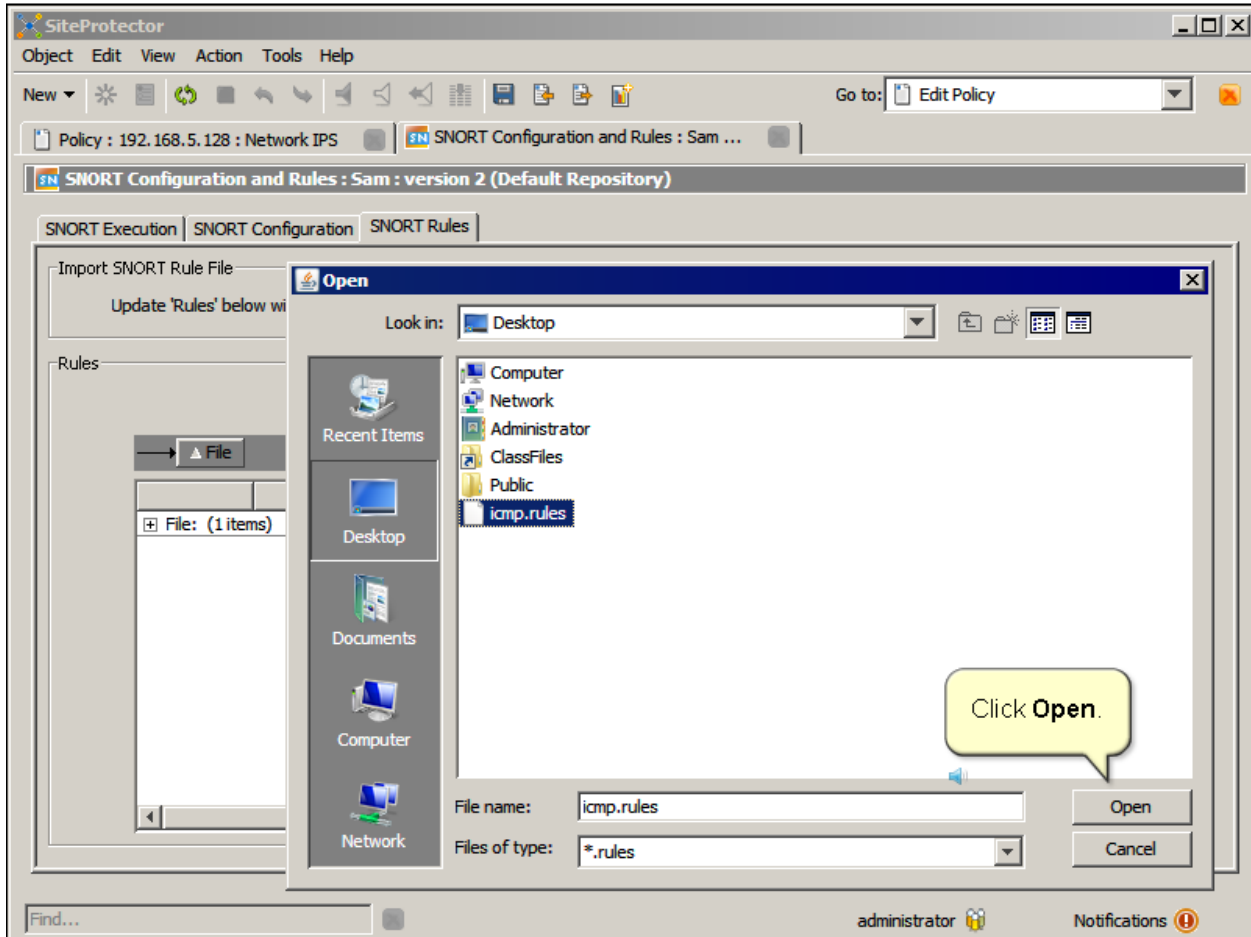 SiteProtector
Object Edit View Action Tools Help
New Go to: Edit Policy
Policy : 192.168.5.128 : Network IPS SNORT Configuration and Rules : Sam ...
SNORT Configuration and Rules : Sam : version 2 (Default Repository)
SNORT Execution SNORT Configuration SNORT Rules
Import SNORT Rule File
Update 'Rules' below wi
Open
Look in: Desktop
Rules
File
File: (1 items)
Recent Items
Desktop
Documents
Computer
Network
Computer
Network
Administrator
ClassFiles
Public
icmp.rules
Click Open.
File name: icmp.rules Open
Files of type: *.rules Cancel
Find... administrator Notifications